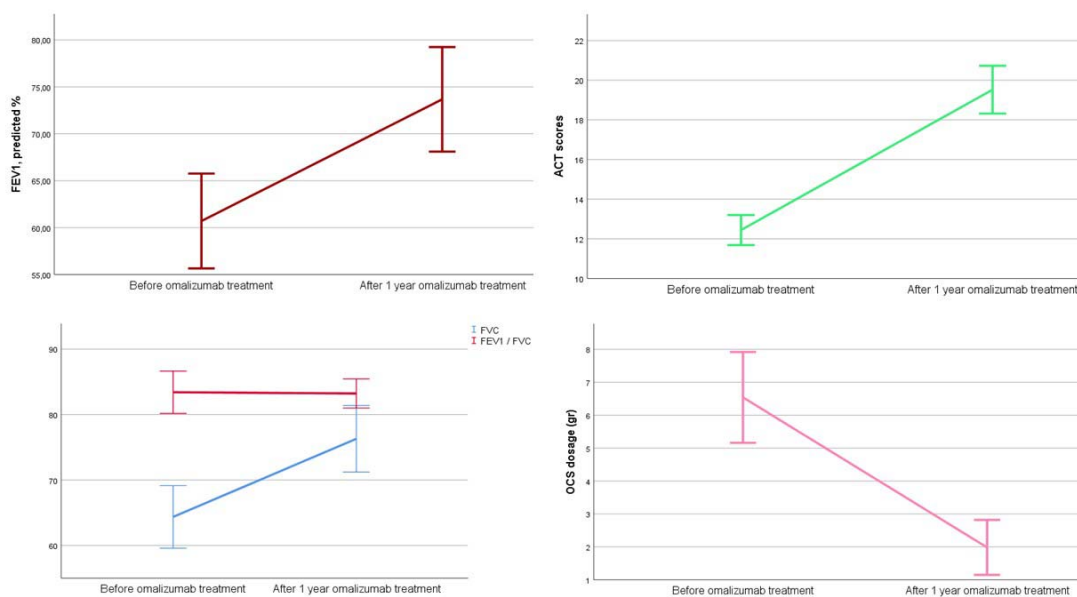 FEV1, predicted %
80,00
75,00
70,00
65,00
60,00
55,00
Before omalizumab treatment
After 1 year omalizumab treatment
ACT scores
22
20
18
16
14
12
10
Before omalizumab treatment
After 1 year omalizumab treatment
FVC
FEV1 / FVC
90
80
70
60
Before omalizumab treatment
After 1 year omalizumab treatment
OCS dosage (gr)
8
7
6
5
4
3
2
1
Before omalizumab treatment
After 1 year omalizumab treatment